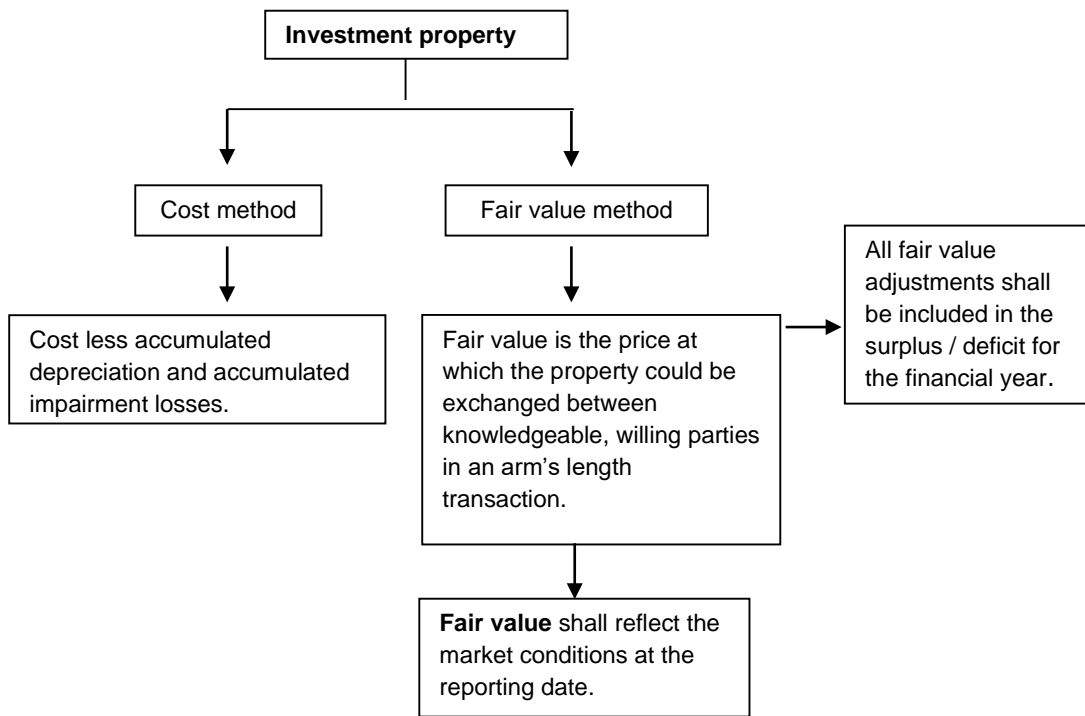 Investment property
Cost method
Fair value method
Cost less accumulated
depreciation and accumulated
impairment losses.
Fair value is the price at
which the property could be
exchanged between
knowledgeable, willing parties
in an arm’s length
transaction.
All fair value
adjustments shall
be included in the
surplus / deficit for
the financial year.
Fair value shall reflect the
market conditions at the
reporting date.